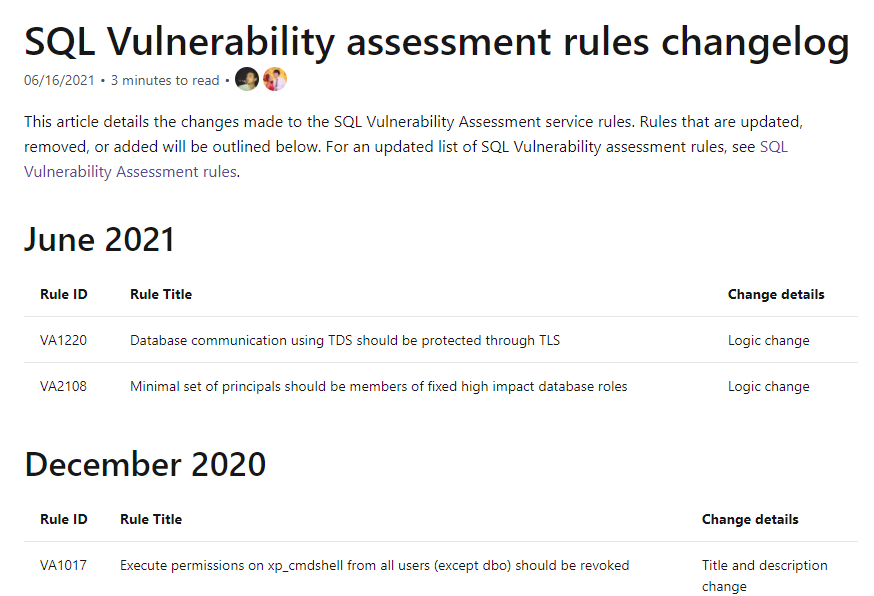 SQL Vulnerability assessment rules changelog
06/16/2021 • 3 minutes to read •
This article details the changes made to the SQL Vulnerability Assessment service rules. Rules that are updated,
removed, or added will be outlined below. For an updated list of SQL Vulnerability assessment rules, see SQL
Vulnerability Assessment rules.
June 2021
Rule ID Rule Title Change details
VA1220 Database communication using TDS should be protected through TLS Logic change
VA2108 Minimal set of principals should be members of fixed high impact database roles Logic change
December 2020
Rule ID Rule Title Change details
VA1017 Execute permissions on xp_cmdshell from all users (except dbo) should be revoked Title and description
change